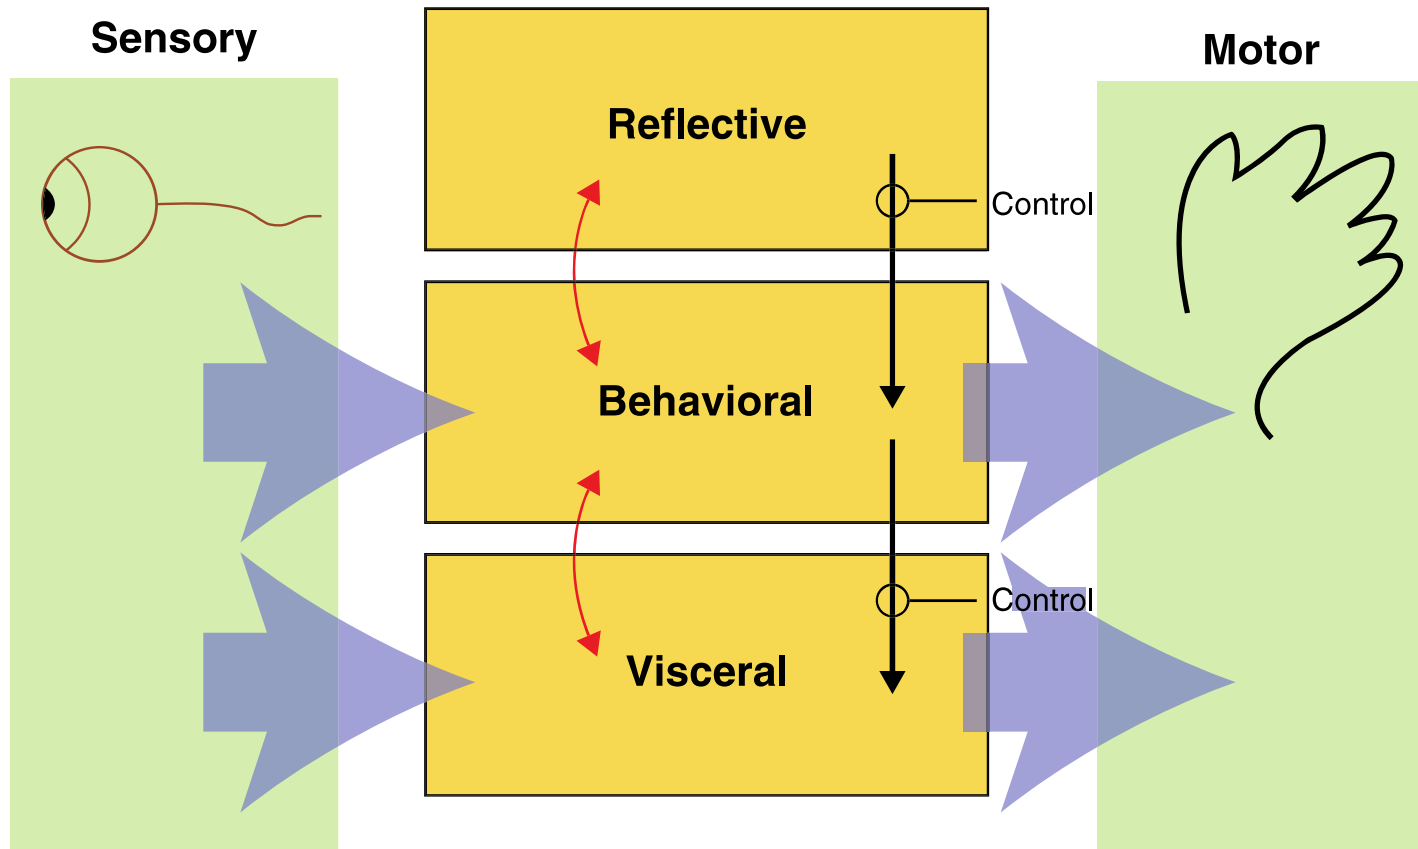 Sensory
Motor
Reflective
Control
Behavioral
Control
Visceral